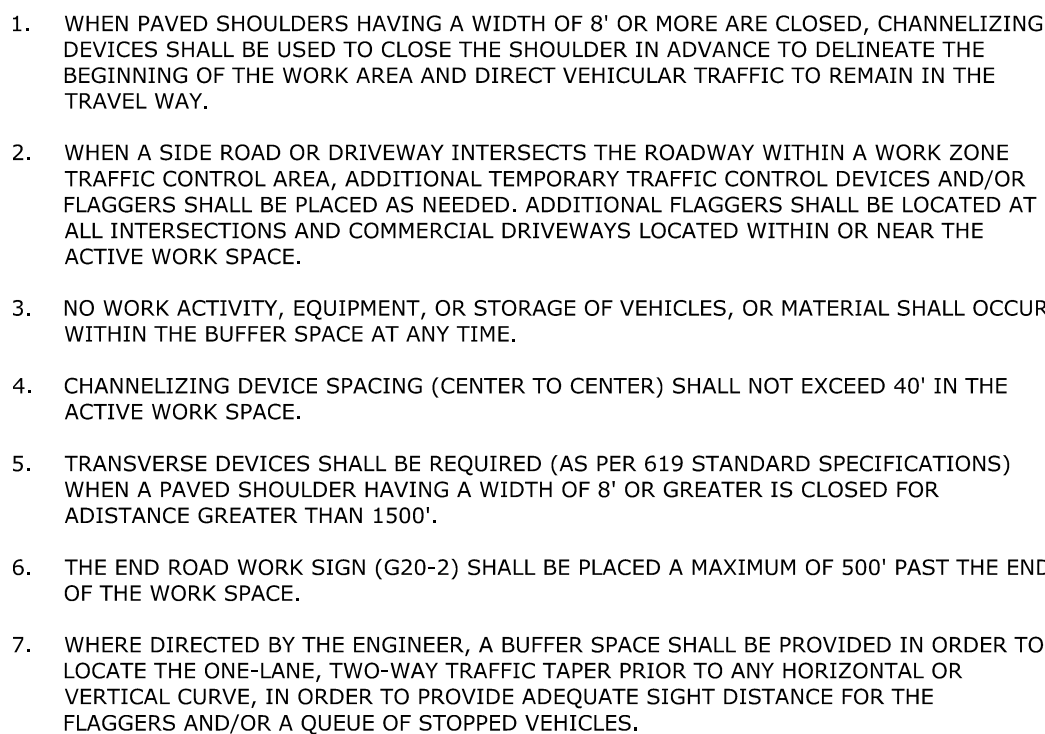 1. WHEN PAVED SHOULDERS HAVING A WIDTH OF 8' OR MORE ARE CLOSED, CHANNELIZING
DEVICES SHALL BE USED TO CLOSE THE SHOULDER IN ADVANCE TO DELINEATE THE
BEGINNING OF THE WORK AREA AND DIRECT VEHICULAR TRAFFIC TO REMAIN IN THE
TRAVEL WAY.
2. WHEN A SIDE ROAD OR DRIVEWAY INTERSECTS THE ROADWAY WITHIN A WORK ZONE
TRAFFIC CONTROL AREA, ADDITIONAL TEMPORARY TRAFFIC CONTROL DEVICES AND/OR
FLAGGERS SHALL BE PLACED AS NEEDED. ADDITIONAL FLAGGERS SHALL BE LOCATED AT
ALL INTERSECTIONS AND COMMERCIAL DRIVEWAYS LOCATED WITHIN OR NEAR THE
ACTIVE WORK SPACE.
3. NO WORK ACTIVITY, EQUIPMENT, OR STORAGE OF VEHICLES, OR MATERIAL SHALL OCCUR
WITHIN THE BUFFER SPACE AT ANY TIME.
4. CHANNELIZING DEVICE SPACING (CENTER TO CENTER) SHALL NOT EXCEED 40' IN THE
ACTIVE WORK SPACE.
5. TRANSVERSE DEVICES SHALL BE REQUIRED (AS PER 619 STANDARD SPECIFICATIONS)
WHEN A PAVED SHOULDER HAVING A WIDTH OF 8' OR GREATER IS CLOSED FOR
ADISTANCE GREATER THAN 1500'.
6. THE END ROAD WORK SIGN (G20-2) SHALL BE PLACED A MAXIMUM OF 500' PAST THE END
OF THE WORK SPACE.
7. WHERE DIRECTED BY THE ENGINEER, A BUFFER SPACE SHALL BE PROVIDED IN ORDER TO
LOCATE THE ONE-LANE, TWO-WAY TRAFFIC TAPER PRIOR TO ANY HORIZONTAL OR
VERTICAL CURVE, IN ORDER TO PROVIDE ADEQUATE SIGHT DISTANCE FOR THE
FLAGGERS AND/OR A QUEUE OF STOPPED VEHICLES.